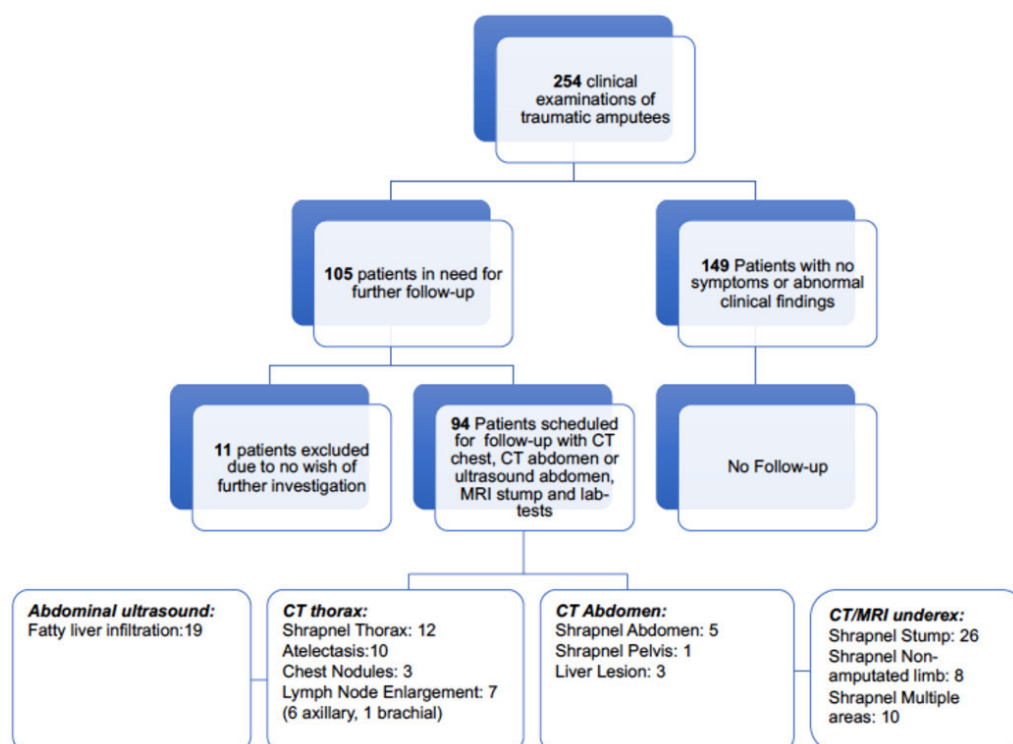 254 clinical
examinations of
traumatic amputees
105 patients in need for
further follow-up
149 Patients with no
symptoms or abnormal
clinical findings
11 patients excluded
due to no wish of
further investigation
94 Patients scheduled
for follow-up with CT
chest, CT abdomen or
ultrasound abdomen,
MRI stump and lab-
tests
No Follow-up
Abdominal ultrasound:
Fatty liver infiltration:19
CT thorax:
Shrapnel Thorax: 12
Atelectasis:10
Chest Nodules: 3
Lymph Node Enlargement: 7
(6 axillary, 1 brachial)
CT Abdomen:
Shrapnel Abdomen: 5
Shrapnel Pelvis: 1
Liver Lesion: 3
CT/MRI underex:
Shrapnel Stump: 26
Shrapnel Non-
amputated limb: 8
Shrapnel Multiple
areas: 10